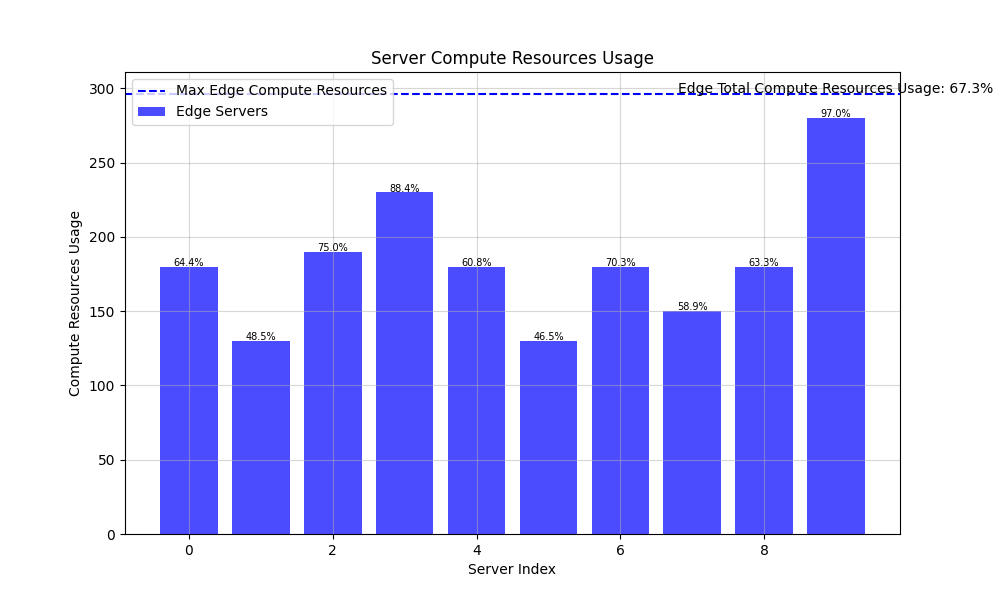 Server Compute Resources Usage
Max Edge Compute Resources
Edge Servers
Edge Total Compute Resources Usage: 67.3%
300
250
200
150
100
50
0
Compute Resources Usage
64.4%
48.5%
75.0%
88.4%
60.8%
46.5%
70.3%
58.9%
63.3%
97.0%
0 2 4 6 8
Server Index